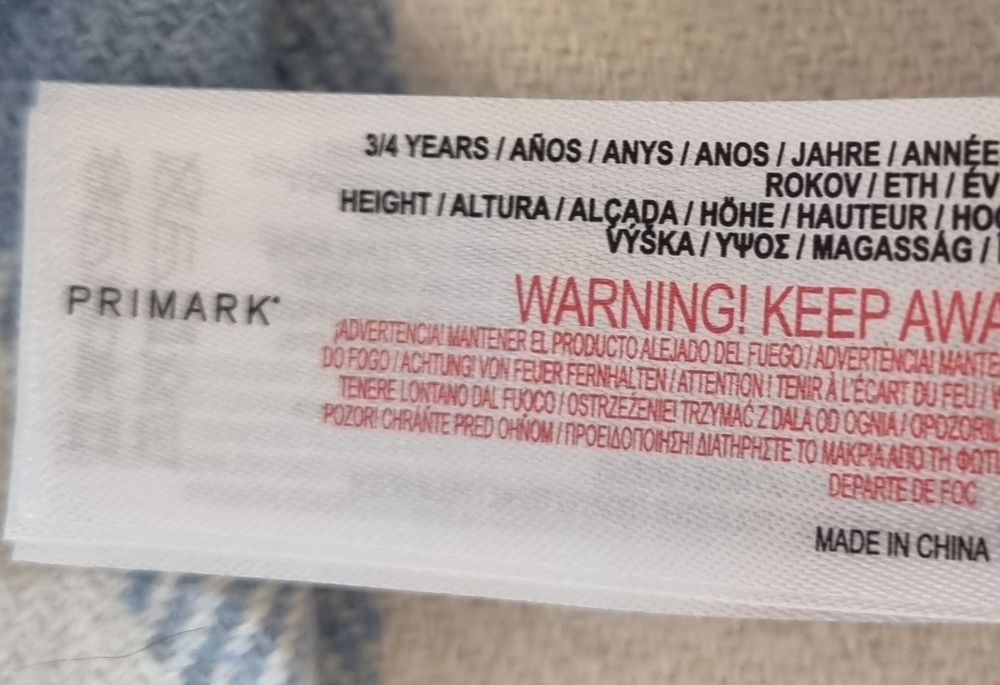 3/4 YEARS / AÑOS / ANYS / ANOS / JAHRE / ANNÉE
ROKOV / ETH / ÉV
HEIGHT / ALTURA / ALÇADA / HÖHE / HAUTEUR / HO
VÝŠKA / ΥΨΟΣ / MAGASSÁG /
PRIMARK
WARNING! KEEP AWA
¡ADVERTENCIA! MANTENER EL PRODUCTO ALEJADO DEL FUEGO / ADVERTÈNCIA! MANTE
DO FOGO / ACHTUNG! VON FEUER FERNHALTEN / ATTENTION ! TENIR À L'ÉCART DU FEU /
TENERE LONTANO DAL FUOCO / OSTRZEŻENIE! TRZYMAĆ Z DALA OD OGNIA / OPOZORIL
POZOR! CHRÁŇTE PRED OHŇOM / ΠΡΟΕΙΔΟΠΟΙΗΣΗ! ΔΙΑΤΗΡΗΣΤΕ ΤΟ ΜΑΚΡΙΑ ΑΠΟ ΤΗ ΦΩΤΙ
DEPARTE DE FOC
MADE IN CHINA